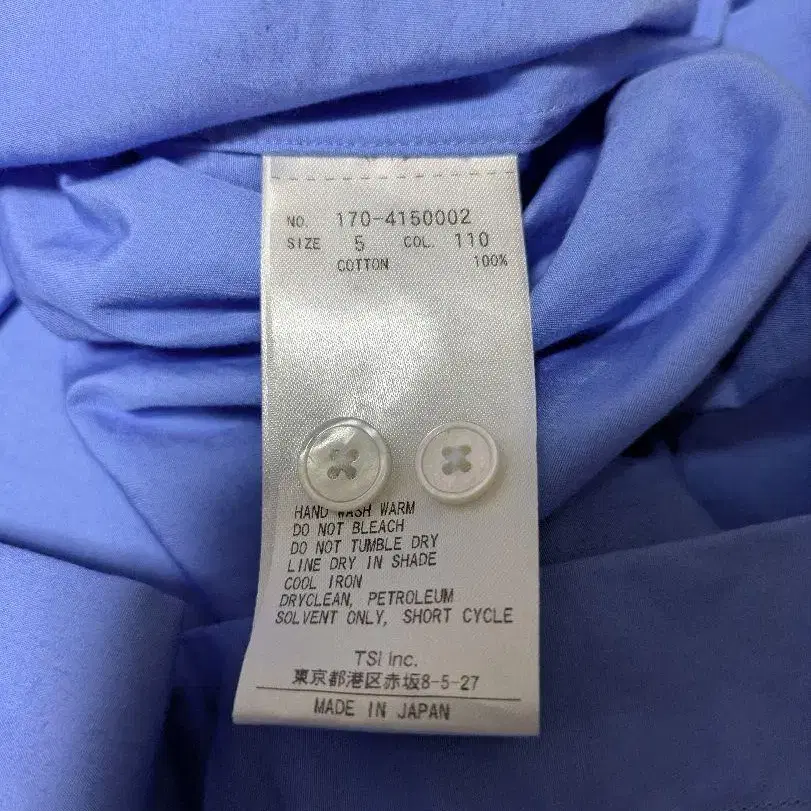 NO. 170-4150002
SIZE 5 COL. 110
COTTON 100%
HAND WASH WARM
DO NOT BLEACH
DO NOT TUMBLE DRY
LINE DRY IN SHADE
COOL IRON
DRYCLEAN, PETROLEUM
SOLVENT ONLY, SHORT CYCLE
TSI Inc.
東京都港区赤坂8-5-27
MADE IN JAPAN